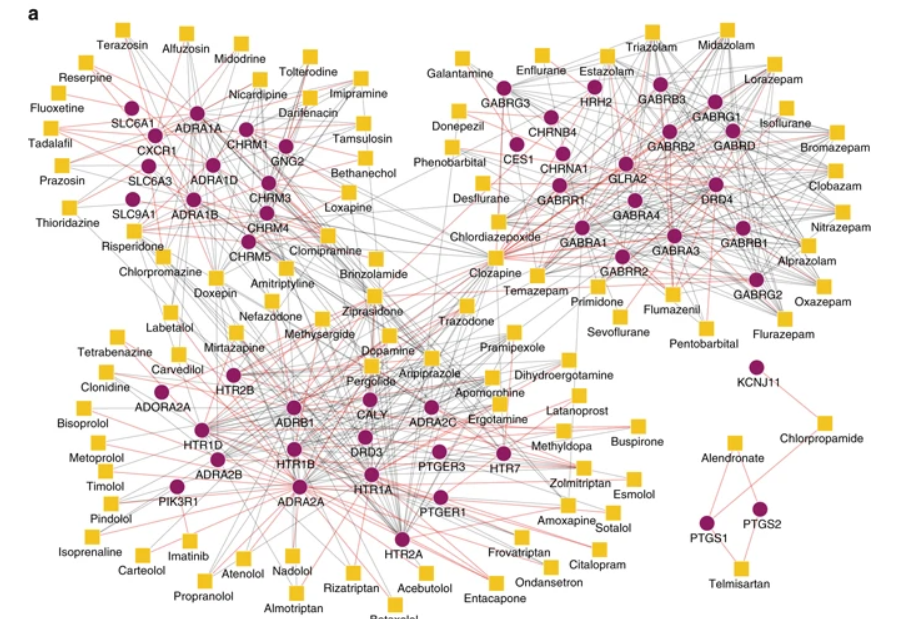 a
Terazosin
Alfuzosin
Midodrine
Tolterodine
Reserpine
Nicardipine
Imipramine
Fluoxetine
Darifenacin
SLC6A1
ADRA1A
Tamsulosin
Tadalafil
CXCR1
CHRM1
GNG2
Bethanechol
Prazosin
SLC6A3
ADRA1D
CHRM3
Loxapine
Thioridazine
SLC9A1
ADRA1B
CHRM4
Risperidone
CHRM5
Clomipramine
Chlorpromazine
Amitriptyline
Brinzolamide
Doxepin
Nefazodone
Ziprasidone
Labetalol
Mirtazapine
Methysergide
Trazodone
Galantamine
Enflurane
Estazolam
Triazolam
Midazolam
Lorazepam
GABRG3
HRH2
GABRB3
GABRG1
Isoflurane
Donepezil
CHRNB4
GABRB2
GABRD
Bromazepam
Phenobarbital
CES1
CHRNA1
GLRA2
Clobazam
Desflurane
GABRR1
GABRA4
DRD4
Nitrazepam
Chlordiazepoxide
GABRA1
GABRA3
GABRB1
Alprazolam
Clozapine
GABRR2
Temazepam
Primidone
Flumazenil
GABRG2
Oxazepam
Sevoflurane
Pentobarbital
Flurazepam
Tetrabenazine
Carvedilol
Dopamine
Aripiprazole
Pramipexole
Clonidine
HTR2B
Pergolide
Apomorphine
Dihydroergotamine
Bisoprolol
ADORA2A
ADRB1
CALY
ADRA2C
Ergotamine
Latanoprost
Metoprolol
HTR1D
HTR1B
DRD3
PTGER3
HTR7
Methyldopa
Buspirone
Timolol
ADRA2B
HTR1A
Zolmitriptan
Esmolol
Pindolol
PIK3R1
ADRA2A
PTGER1
Amoxapine
Sotalol
Isoprenaline
Imatinib
HTR2A
Frovatriptan
Citalopram
Carteolol
Atenolol
Nadolol
Rizatriptan
Acebutolol
Ondansetron
Propranolol
Almotriptan
Entacapone
KCNJ11
Chlorpropamide
Alendronate
PTGS1
PTGS2
Telmisartan